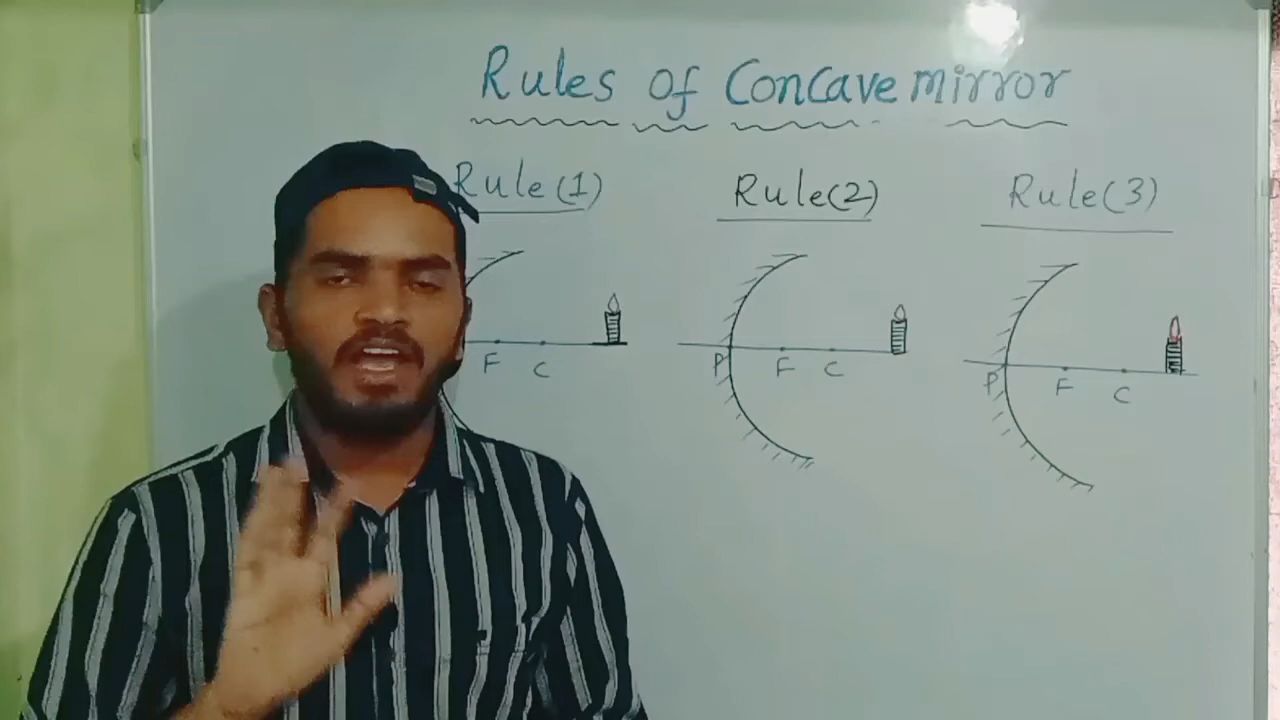 Rules of Concave mirror
Rule(1) Rule(2) Rule(3)
F C P F C P F C